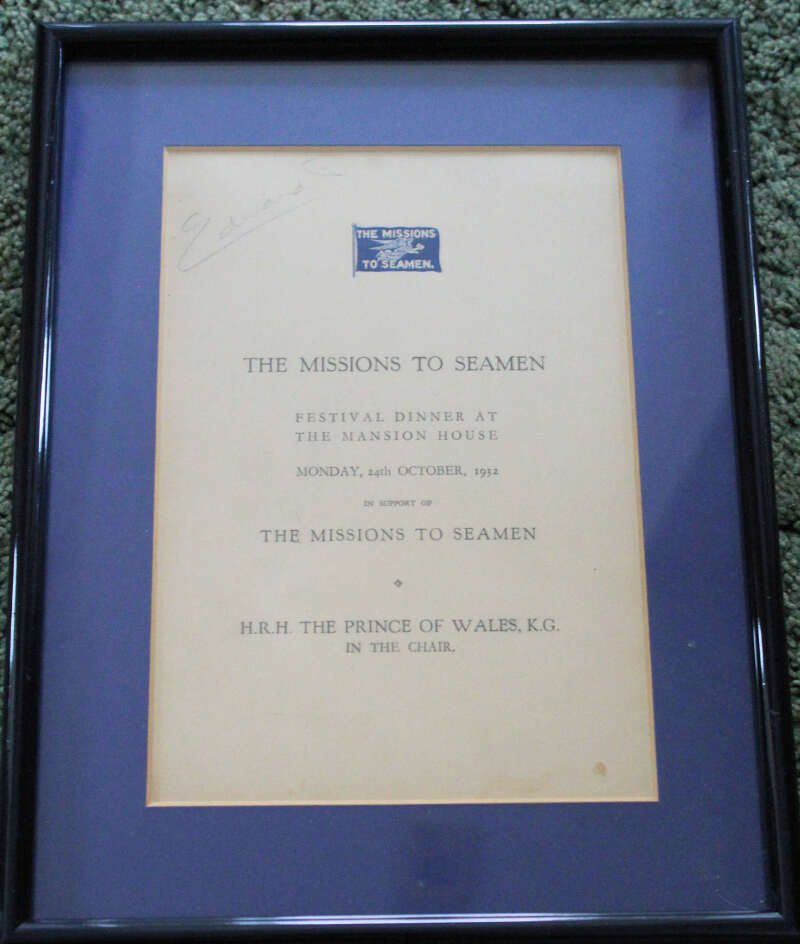 Edward
THE MISSIONS
TO SEAMEN.
THE MISSIONS TO SEAMEN
FESTIVAL DINNER AT
THE MANSION HOUSE
MONDAY, 24th OCTOBER, 1932
IN SUPPORT OF
THE MISSIONS TO SEAMEN
H.R.H. THE PRINCE OF WALES, K.G.
IN THE CHAIR.